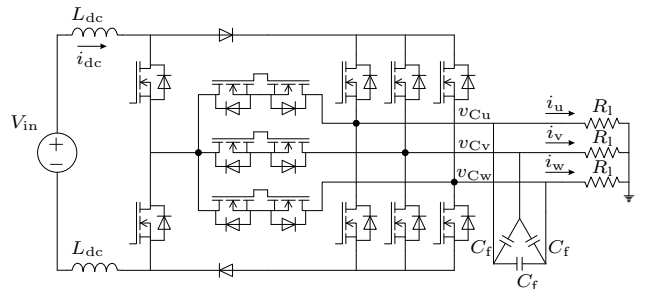 L_dc
i_dc
V_in
+
−
v_Cu
v_Cv
v_Cw
i_u
i_v
i_w
R_l
R_l
R_l
C_f
C_f
C_f
L_dc